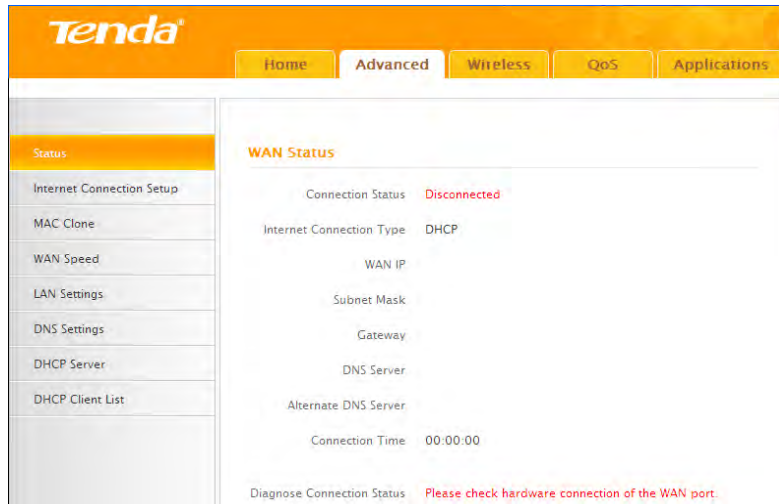 Tenda®
Home Advanced Wireless QoS Applications
Status
Internet Connection Setup
MAC Clone
WAN Speed
LAN Settings
DNS Settings
DHCP Server
DHCP Client List
WAN Status
Connection Status Disconnected
Internet Connection Type DHCP
WAN IP
Subnet Mask
Gateway
DNS Server
Alternate DNS Server
Connection Time 00:00:00
Diagnose Connection Status Please check hardware connection of the WAN port.